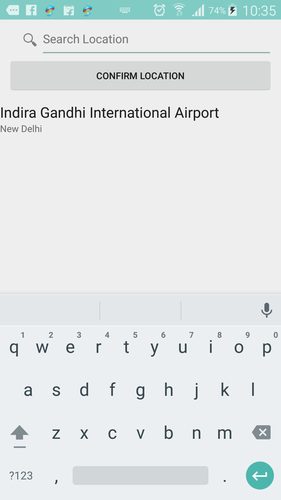 74% 10:35
Search Location
CONFIRM LOCATION
Indira Gandhi International Airport
New Delhi
1 2 3 4 5 6 7 8 9 0
q w e r t y u i o p
a s d f g h j k l
z x c v b n m
?123 , .